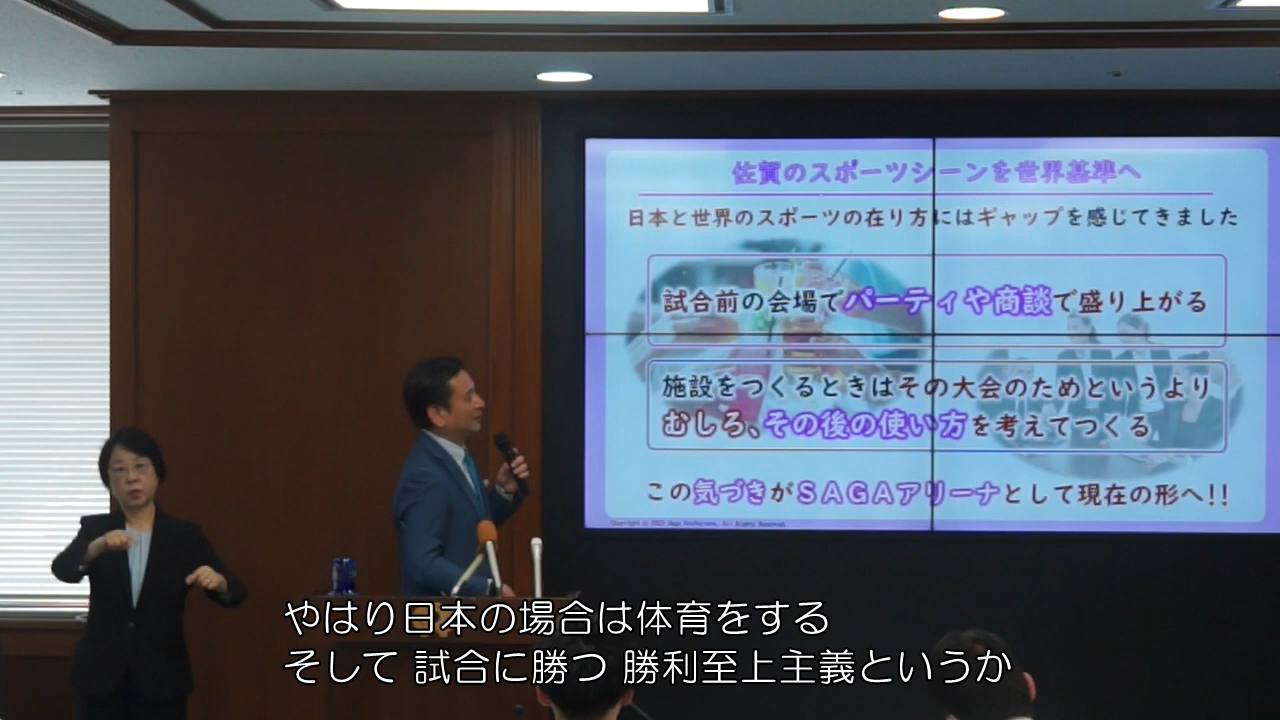 佐賀のスポーツシーンを世界基準へ
日本と世界のスポーツの在り方にはギャップを感じてきました
試合前の会場でパーティや商談で盛り上がる
施設をつくるときはその大会のためというより
むしろ、その後の使い方を考えてつくる
この気づきがSAGAアリーナとして現在の形へ!!
やはり日本の場合は体育をする
そして 試合に勝つ 勝利至上主義というか